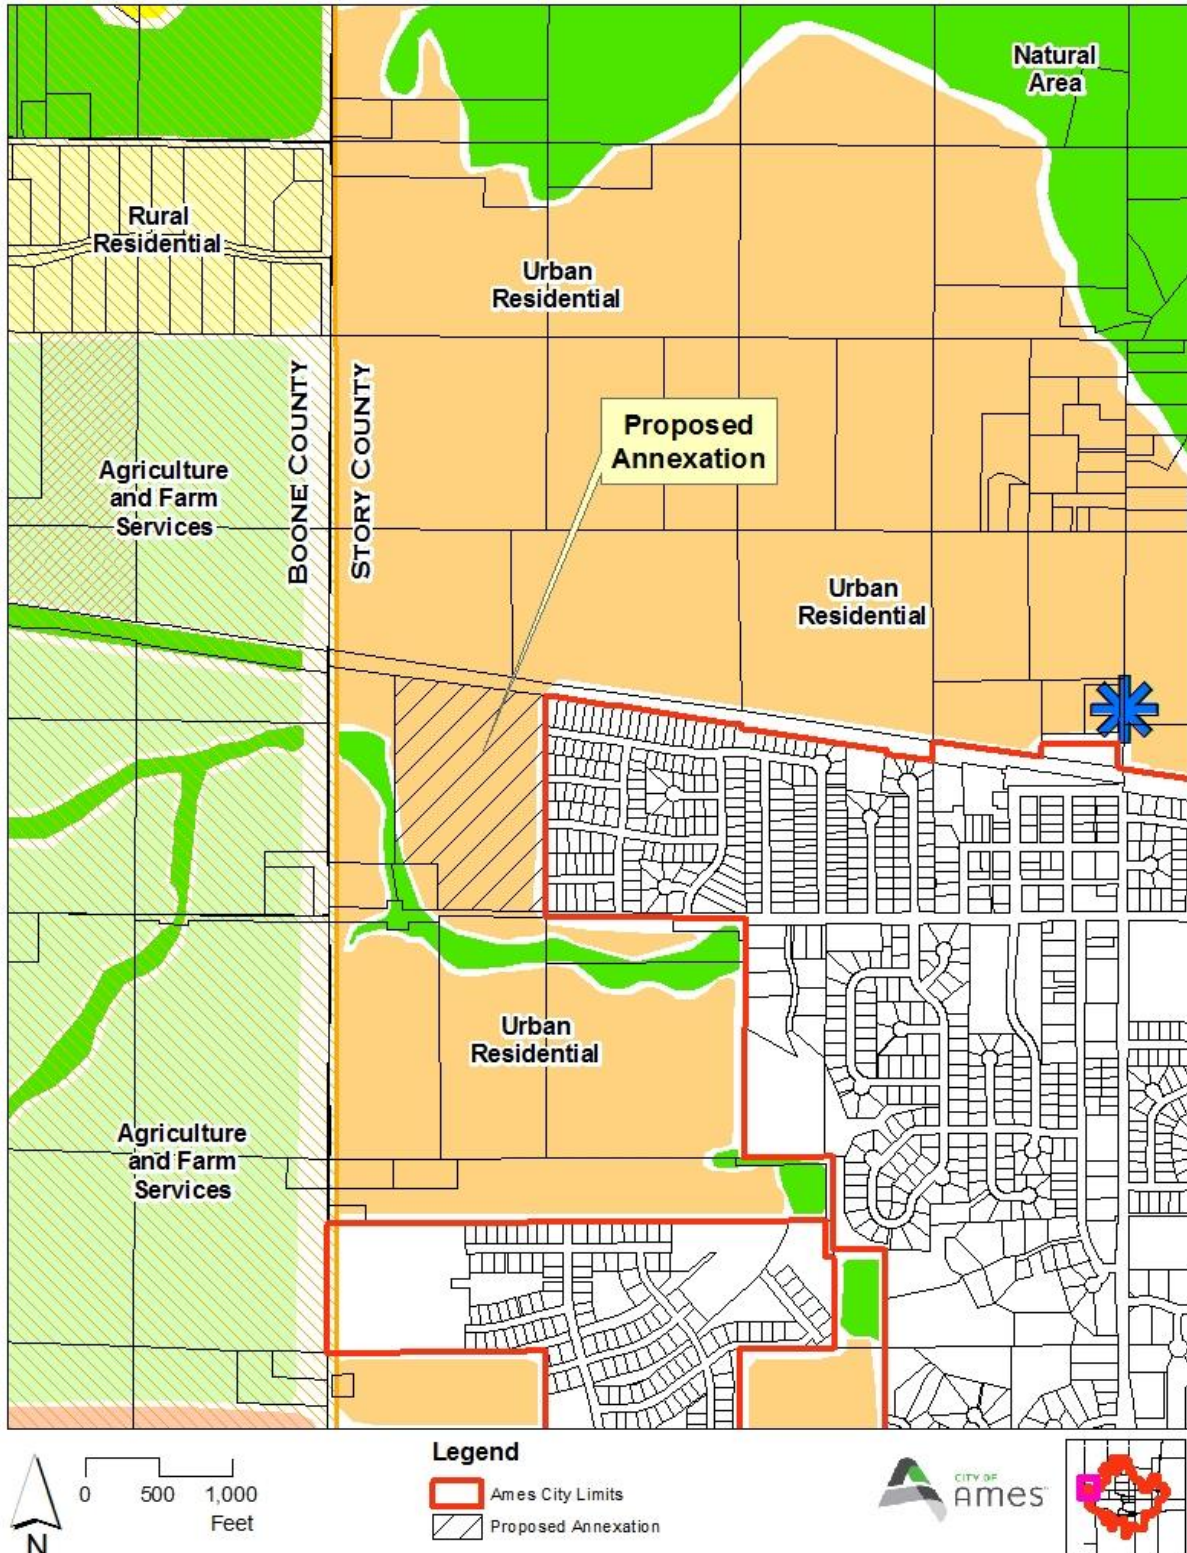 Natural
Area
Rural
Residential
Urban
Residential
BOONE COUNTY
STORY COUNTY
Proposed
Annexation
Agriculture
and Farm
Services
Urban
Residential
Urban
Residential
Agriculture
and Farm
Services
N
0 500 1,000
Feet
Legend
Ames City Limits
Proposed Annexation
CITY OF
Ames